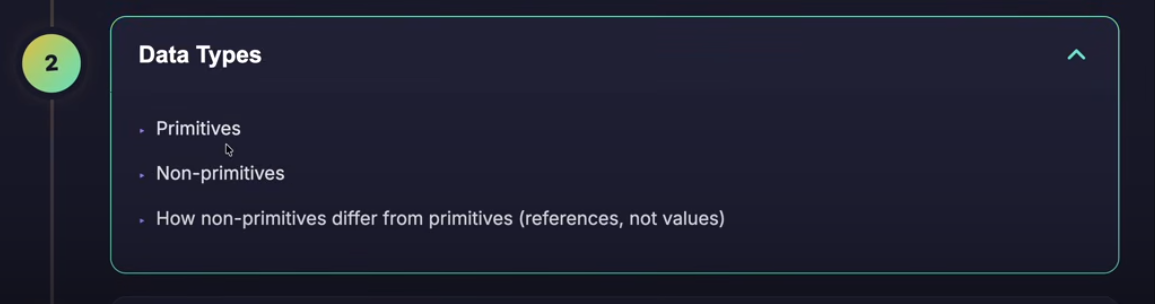 2
Data Types
Primitives
Non-primitives
How non-primitives differ from primitives (references, not values)